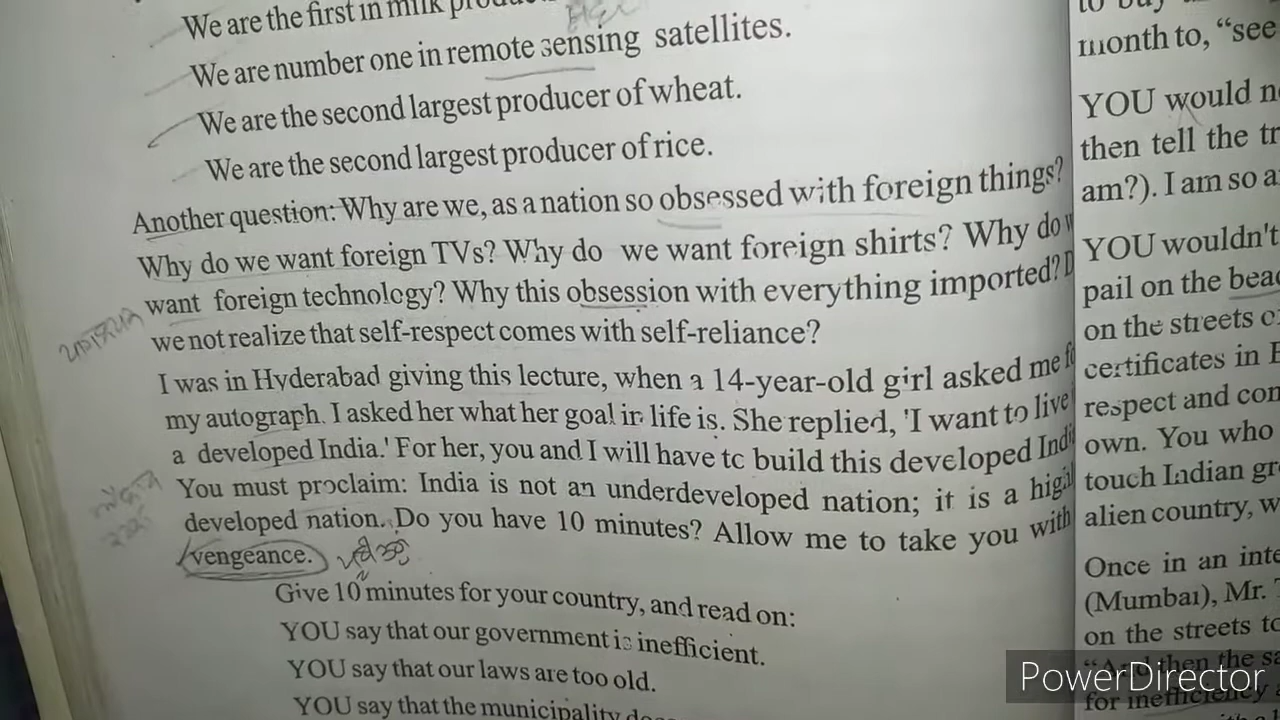 We are the first in milk
We are number one in remote sensing satellites.
We are the second largest producer of wheat.
We are the second largest producer of rice.
Another question: Why are we, as a nation so obsessed with foreign things?
Why do we want foreign TVs? Why do we want foreign shirts? Why do
want foreign technology? Why this obsession with everything imported?
we not realize that self-respect comes with self-reliance?
I was in Hyderabad giving this lecture, when a 14-year-old girl asked me
my autograph. I asked her what her goal in life is. She replied, 'I want to live
a developed India.' For her, you and I will have to build this developed
You must proclaim: India is not an underdeveloped nation; it is a
developed nation. Do you have 10 minutes? Allow me to take you with
vengeance.
Give 10 minutes for your country, and read on:
YOU say that our government is inefficient.
YOU say that our laws are too old.
YOU say that the municipality
to buy
month to, "see
YOU would
then tell the
am?). I am so
YOU wouldn't
pail on the
on the streets
certificates in
respect and
own. You who
touch Indian
alien country,
Once in an
(Mumbai), Mr.
on the streets to
"And then the
for inefficiency
PowerDirector